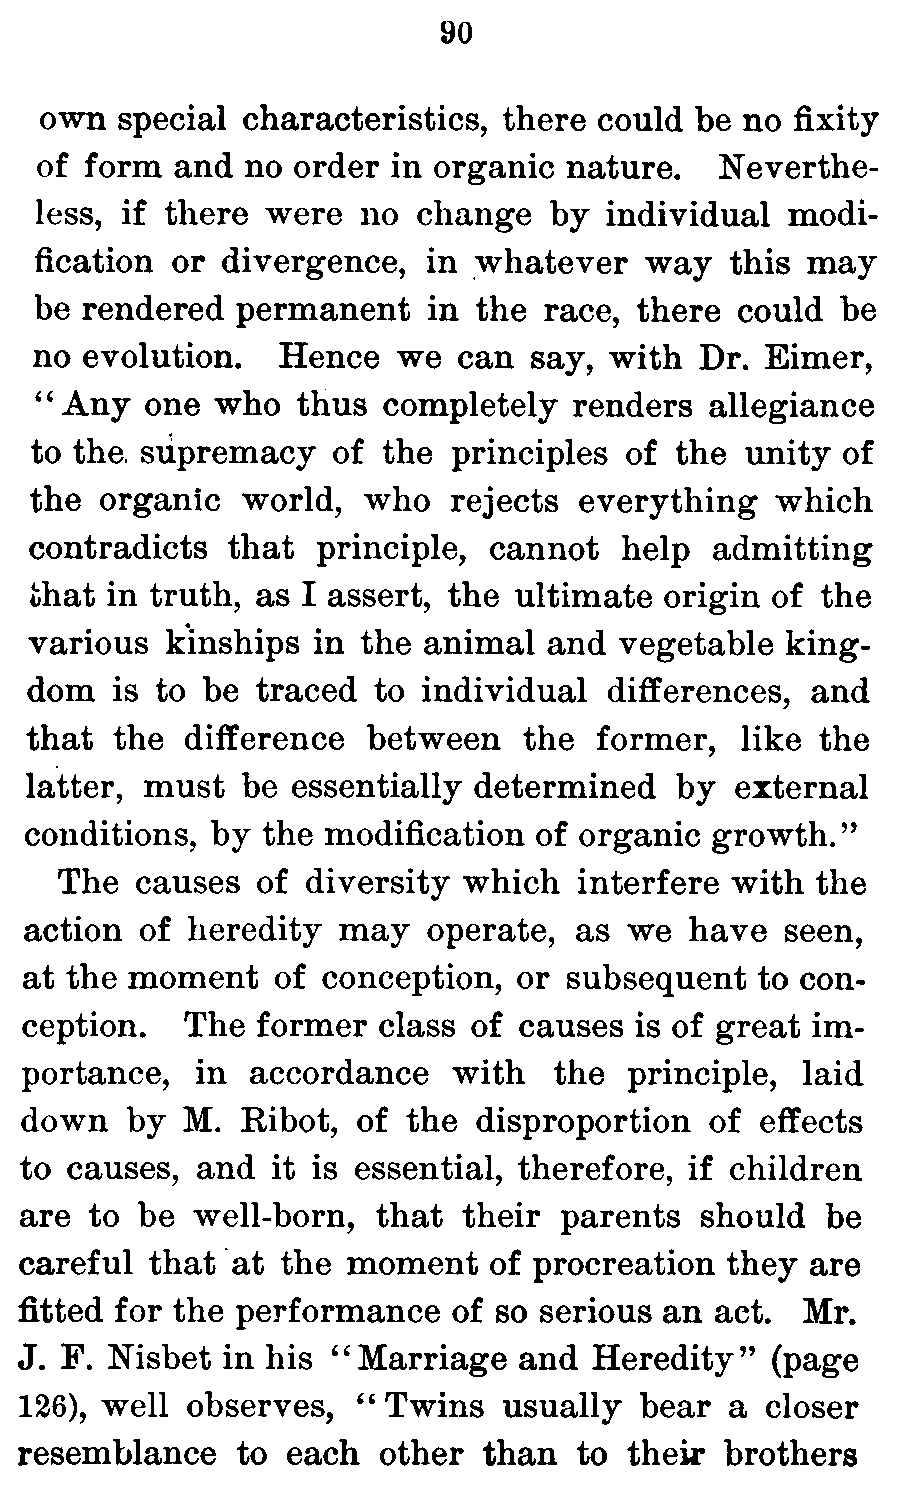 90
own special characteristics, there could be no fixity
of form and no order in organic nature. Neverthe-
less, if there were no change by individual modi-
fication or divergence, in whatever way this may
be rendered permanent in the race, there could be
no evolution. Hence we can say, with Dr. Eimer,
“Any one who thus completely renders allegiance
to the supremacy of the principles of the unity of
the organic world, who rejects everything which
contradicts that principle, cannot help admitting
that in truth, as I assert, the ultimate origin of the
various kinships in the animal and vegetable king-
dom is to be traced to individual differences, and
that the difference between the former, like the
latter, must be essentially determined by external
conditions, by the modification of organic growth.”
The causes of diversity which interfere with the
action of heredity may operate, as we have seen,
at the moment of conception, or subsequent to con-
ception. The former class of causes is of great im-
portance, in accordance with the principle, laid
down by M. Ribot, of the disproportion of effects
to causes, and it is essential, therefore, if children
are to be well-born, that their parents should be
careful that at the moment of procreation they are
fitted for the performance of so serious an act. Mr.
J. F. Nisbet in his “Marriage and Heredity” (page
126), well observes, “Twins usually bear a closer
resemblance to each other than to their brothers